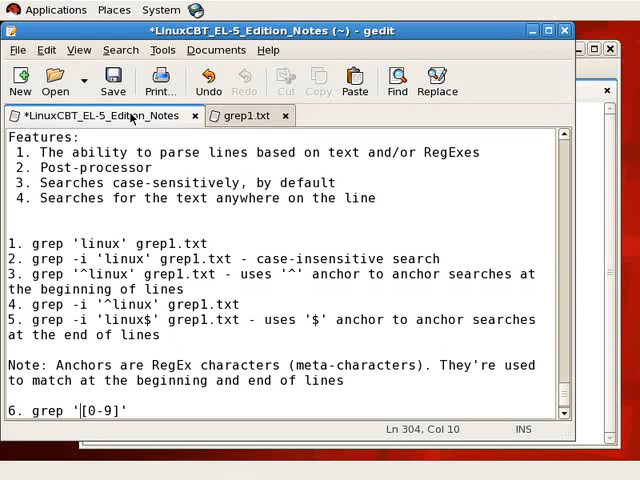 Applications Places System
*LinuxCBT_EL-5_Edition_Notes (~) - gedit
File Edit View Search Tools Documents Help
New Open Save Print... Undo Redo Cut Copy Paste Find Replace
*LinuxCBT_EL-5_Edition_Notes × grep1.txt ×
Features:
1. The ability to parse lines based on text and/or RegExes
2. Post-processor
3. Searches case-sensitively, by default
4. Searches for the text anywhere on the line
1. grep 'linux' grep1.txt
2. grep -i 'linux' grep1.txt - case-insensitive search
3. grep '^linux' grep1.txt - uses '^' anchor to anchor searches at
the beginning of lines
4. grep -i '^linux' grep1.txt
5. grep -i 'linux$' grep1.txt - uses '$' anchor to anchor searches
at the end of lines
Note: Anchors are RegEx characters (meta-characters). They're used
to match at the beginning and end of lines
6. grep '[0-9]'
Ln 304, Col 10 INS